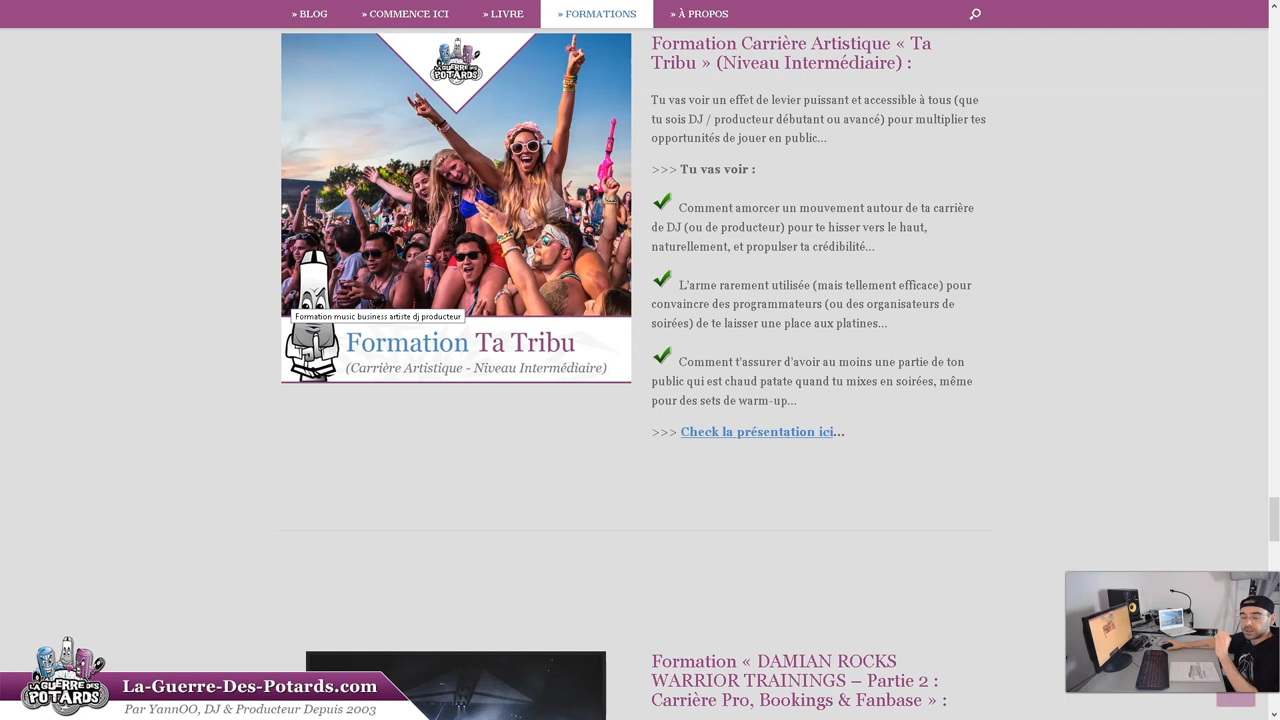 » BLOG
» COMMENCE ICI
» LIVRE
» FORMATIONS
» À PROPOS
LA GUERRE DES
POTARDS
Formation music business artiste dj producteur
Formation Ta Tribu
(Carrière Artistique - Niveau Intermédiaire)
Formation Carrière Artistique « Ta
Tribu » (Niveau Intermédiaire) :
Tu vas voir un effet de levier puissant et accessible à tous (que
tu sois DJ / producteur débutant ou avancé) pour multiplier tes
opportunités de jouer en public...
>>> Tu vas voir :
Comment amorcer un mouvement autour de ta carrière
de DJ (ou de producteur) pour te hisser vers le haut,
naturellement, et propulser ta crédibilité...
L'arme rarement utilisée (mais tellement efficace) pour
convaincre des programmateurs (ou des organisateurs de
soirées) de te laisser une place aux platines...
Comment t'assurer d'avoir au moins une partie de ton
public qui est chaud patate quand tu mixes en soirées, même
pour des sets de warm-up...
>>> Check la présentation ici...
Formation « DAMIAN ROCKS
WARRIOR TRAININGS – Partie 2 :
Carrière Pro, Bookings & Fanbase » :
LA GUERRE DES
POTARDS
La-Guerre-Des-Potards.com
Par YannOO, DJ & Producteur Depuis 2003